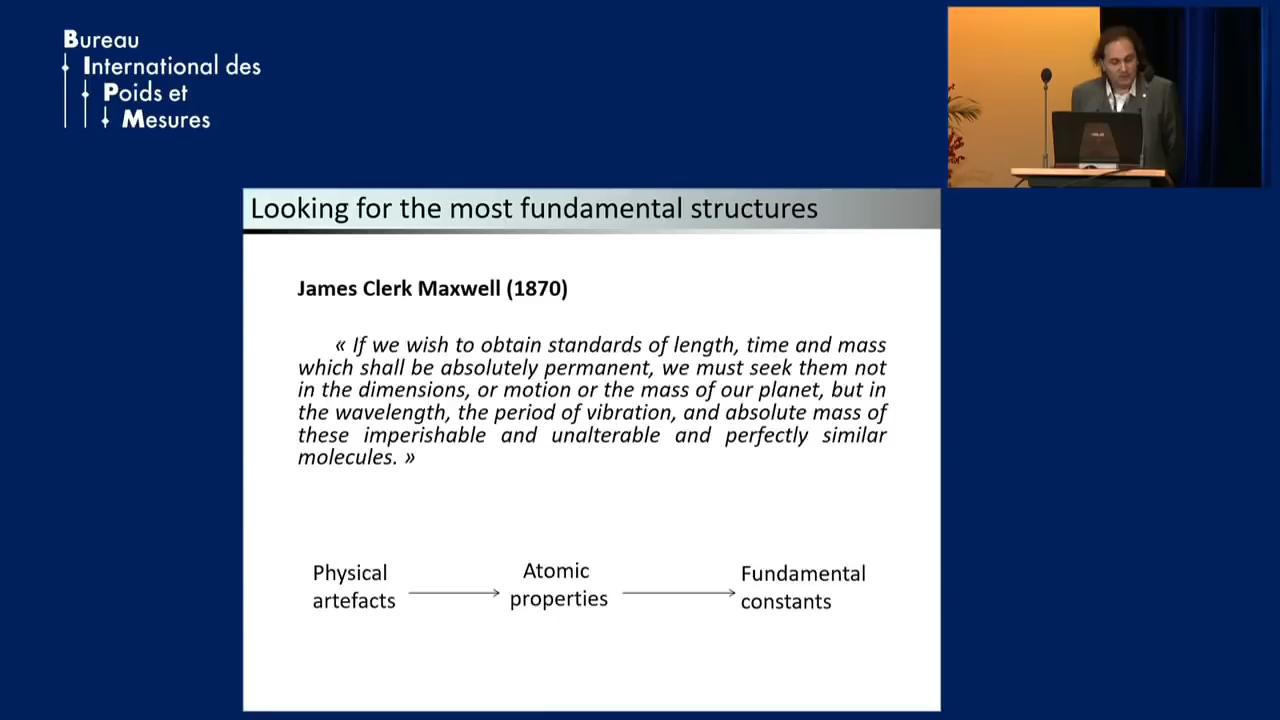 Bureau
International des
Poids et
Mesures
Looking for the most fundamental structures
James Clerk Maxwell (1870)
« If we wish to obtain standards of length, time and mass
which shall be absolutely permanent, we must seek them not
in the dimensions, or motion or the mass of our planet, but in
the wavelength, the period of vibration, and absolute mass of
these imperishable and unalterable and perfectly similar
molecules. »
Physical
artefacts
Atomic
properties
Fundamental
constants